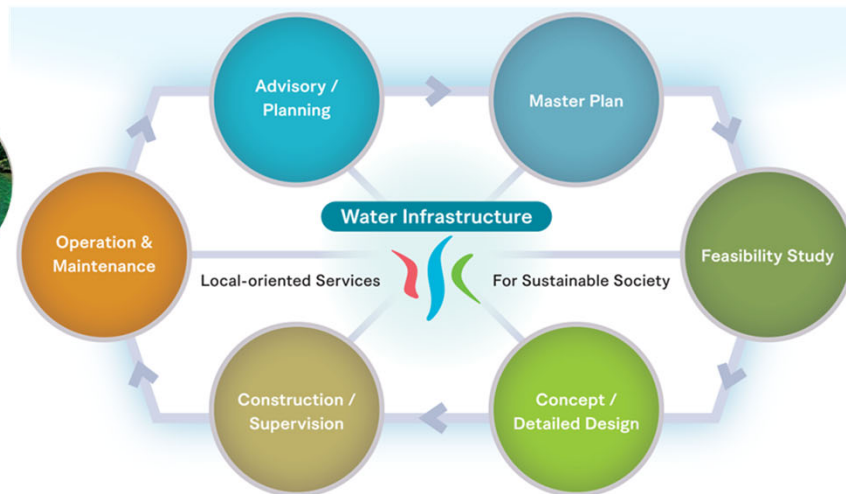 Advisory /
Planning
Master Plan
Water Infrastructure
Operation &
Maintenance
Feasibility Study
Local-oriented Services
For Sustainable Society
Construction /
Supervision
Concept /
Detailed Design